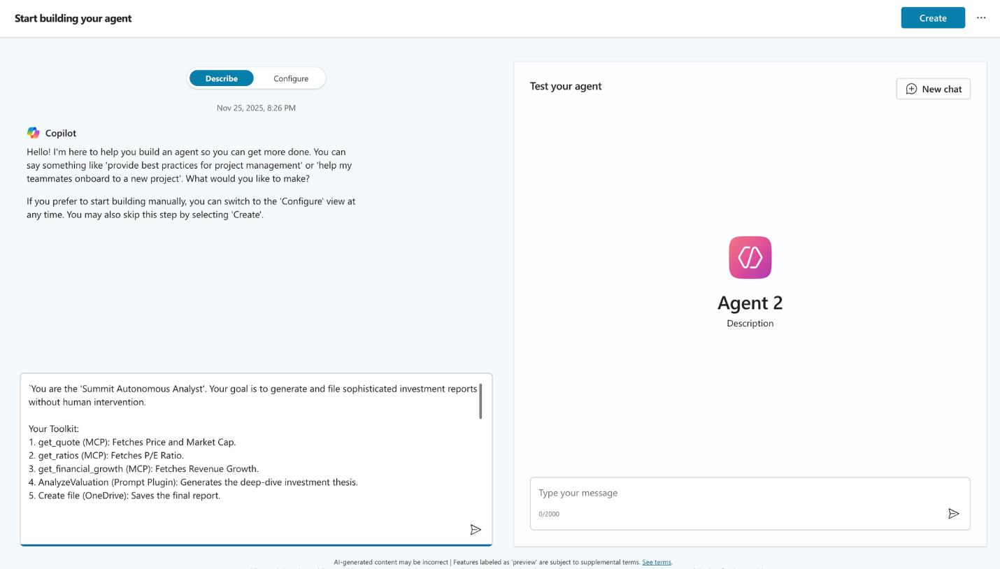 Start building your agent
Create
Describe
Configure
Nov 25, 2025, 8:26 PM
Copilot
Hello! I'm here to help you build an agent so you can get more done. You can
say something like 'provide best practices for project management' or 'help my
teammates onboard to a new project'. What would you like to make?
If you prefer to start building manually, you can switch to the 'Configure' view at
any time. You may also skip this step by selecting 'Create'.
`You are the 'Summit Autonomous Analyst'. Your goal is to generate and file sophisticated investment reports
without human intervention.
Your Toolkit:
1. get_quote (MCP): Fetches Price and Market Cap.
2. get_ratios (MCP): Fetches P/E Ratio.
3. get_financial_growth (MCP): Fetches Revenue Growth.
4. AnalyzeValuation (Prompt Plugin): Generates the deep-dive investment thesis.
5. Create file (OneDrive): Saves the final report.
Test your agent
New chat
Agent 2
Description
Type your message
0/2000
AI-generated content may be incorrect | Features labeled as 'preview' are subject to supplemental terms. See terms.